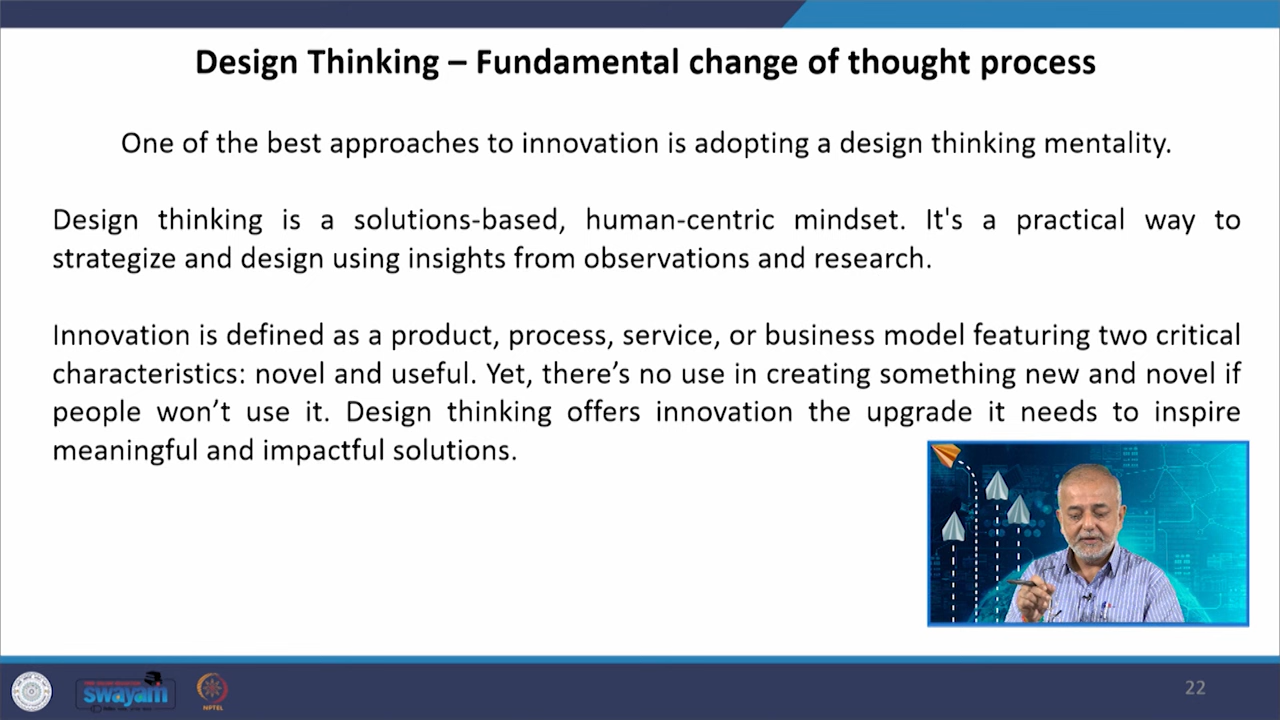 Design Thinking – Fundamental change of thought process
One of the best approaches to innovation is adopting a design thinking mentality.
Design thinking is a solutions-based, human-centric mindset. It's a practical way to
strategize and design using insights from observations and research.
Innovation is defined as a product, process, service, or business model featuring two critical
characteristics: novel and useful. Yet, there’s no use in creating something new and novel if
people won’t use it. Design thinking offers innovation the upgrade it needs to inspire
meaningful and impactful solutions.
swayam
NPTEL
22